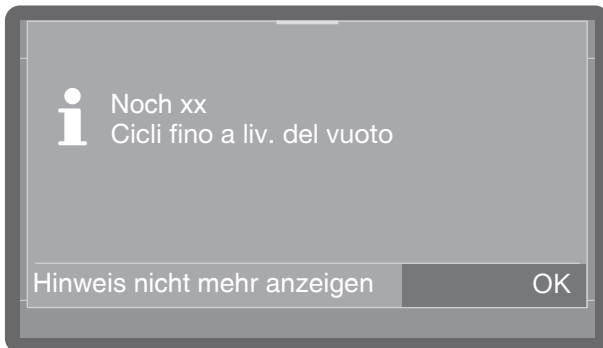 Noch xx
Cicli fino a liv. del vuoto
Hinweis nicht mehr anzeigen
OK